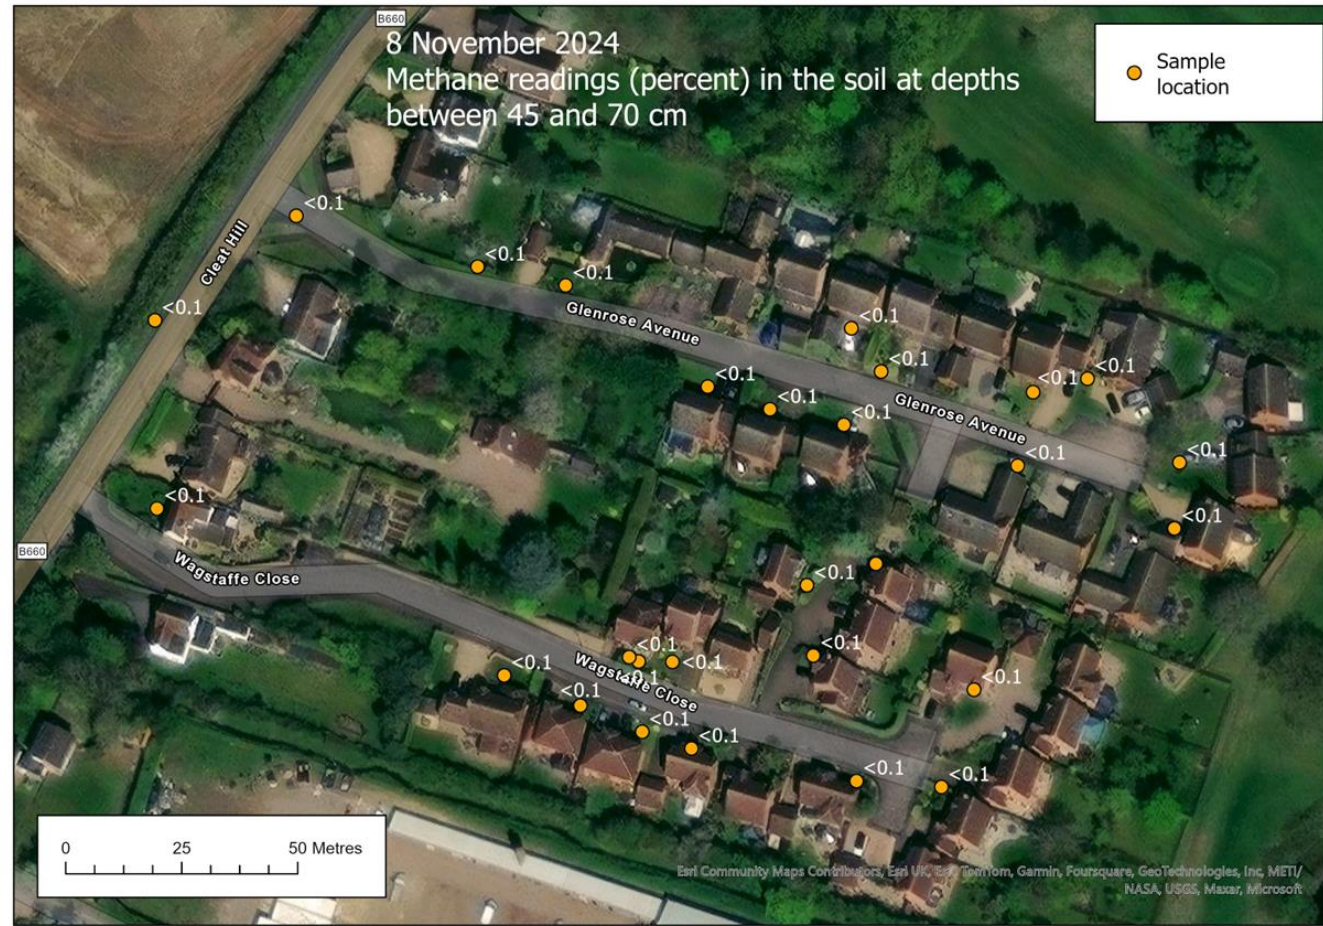 B660
8 November 2024
Methane readings (percent) in the soil at depths
between 45 and 70 cm
Sample
location
<0.1
Cleat Hill
<0.1
<0.1
<0.1
Glenrose Avenue
<0.1
<0.1
<0.1
<0.1
<0.1
<0.1
<0.1
Glenrose Avenue
<0.1
<0.1
<0.1
<0.1
<0.1
B660
Wagstaffe Close
<0.1
<0.1
<0.1
<0.1
<0.1
Wagstaffe Close
<0.1
<0.1
<0.1
<0.1
<0.1
<0.1
<0.1
0 25 50 Metres
Esri Community Maps Contributors, Esri UK, Esri, TomTom, Garmin, Foursquare, GeoTechnologies, Inc, METI/
NASA, USGS, Maxar, Microsoft